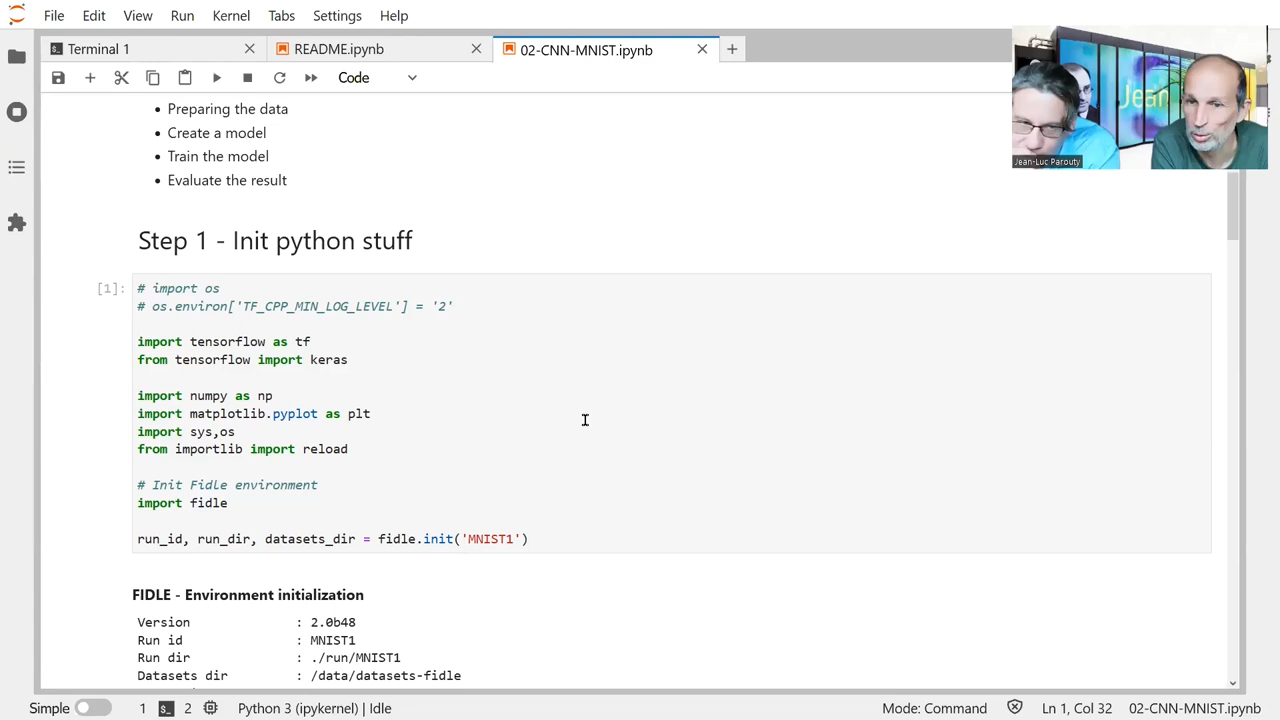 File Edit View Run Kernel Tabs Settings Help
Terminal 1 README.ipynb 02-CNN-MNIST.ipynb
Code
Jean
Jean-Luc Parouty
• Preparing the data
• Create a model
• Train the model
• Evaluate the result
Step 1 - Init python stuff
[1]:
# import os
# os.environ['TF_CPP_MIN_LOG_LEVEL'] = '2'
import tensorflow as tf
from tensorflow import keras
import numpy as np
import matplotlib.pyplot as plt
import sys,os
from importlib import reload
# Init Fidle environment
import fidle
run_id, run_dir, datasets_dir = fidle.init('MNIST1')
FIDLE - Environment initialization
Version : 2.0b48
Run id : MNIST1
Run dir : ./run/MNIST1
Datasets dir : /data/datasets-fidle
Simple 1 2 Python 3 (ipykernel) | Idle Mode: Command Ln 1, Col 32 02-CNN-MNIST.ipynb